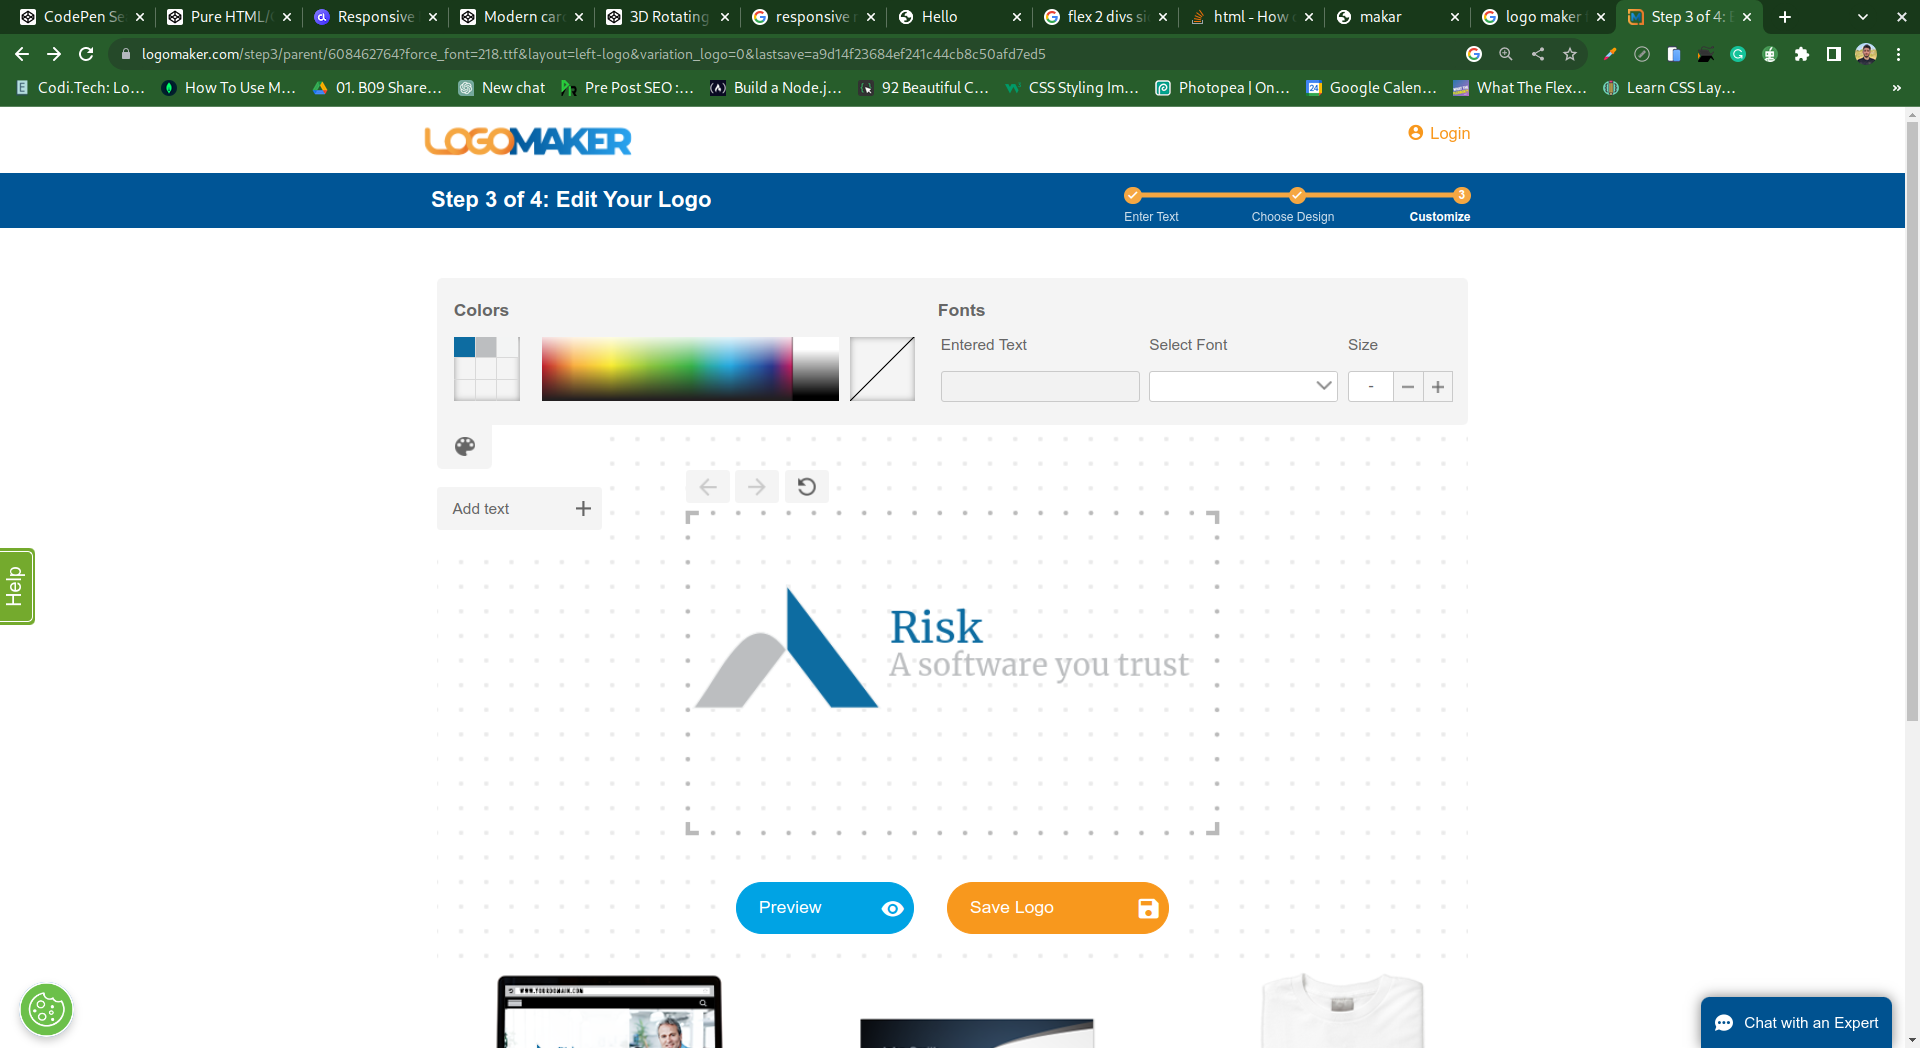 CodePen Se
Pure HTML/
Responsive
Modern car
3D Rotating
responsive
Hello
flex 2 divs si
html - How
makar
logo maker
Step 3 of 4:
logomaker.com/step3/parent/608462764?force_font=218.ttf&layout=left-logo&variation_logo=0&lastsave=a9d14f23684ef241c44cb8c50afd7ed5
Codi.Tech: Lo...
How To Use M...
01. B09 Share...
New chat
Pre Post SEO :...
Build a Node.j...
92 Beautiful C...
CSS Styling Im...
Photopea | On...
Google Calen...
What The Flex...
Learn CSS Lay...
»
LOGOMAKER
Login
Step 3 of 4: Edit Your Logo
3
Enter Text
Choose Design
Customize
Colors
Fonts
Entered Text
Select Font
Size
-
Add text
Help
Risk
A software you trust
Preview
Save Logo
WWW.YOURDOMAIN.COM
Chat with an Expert